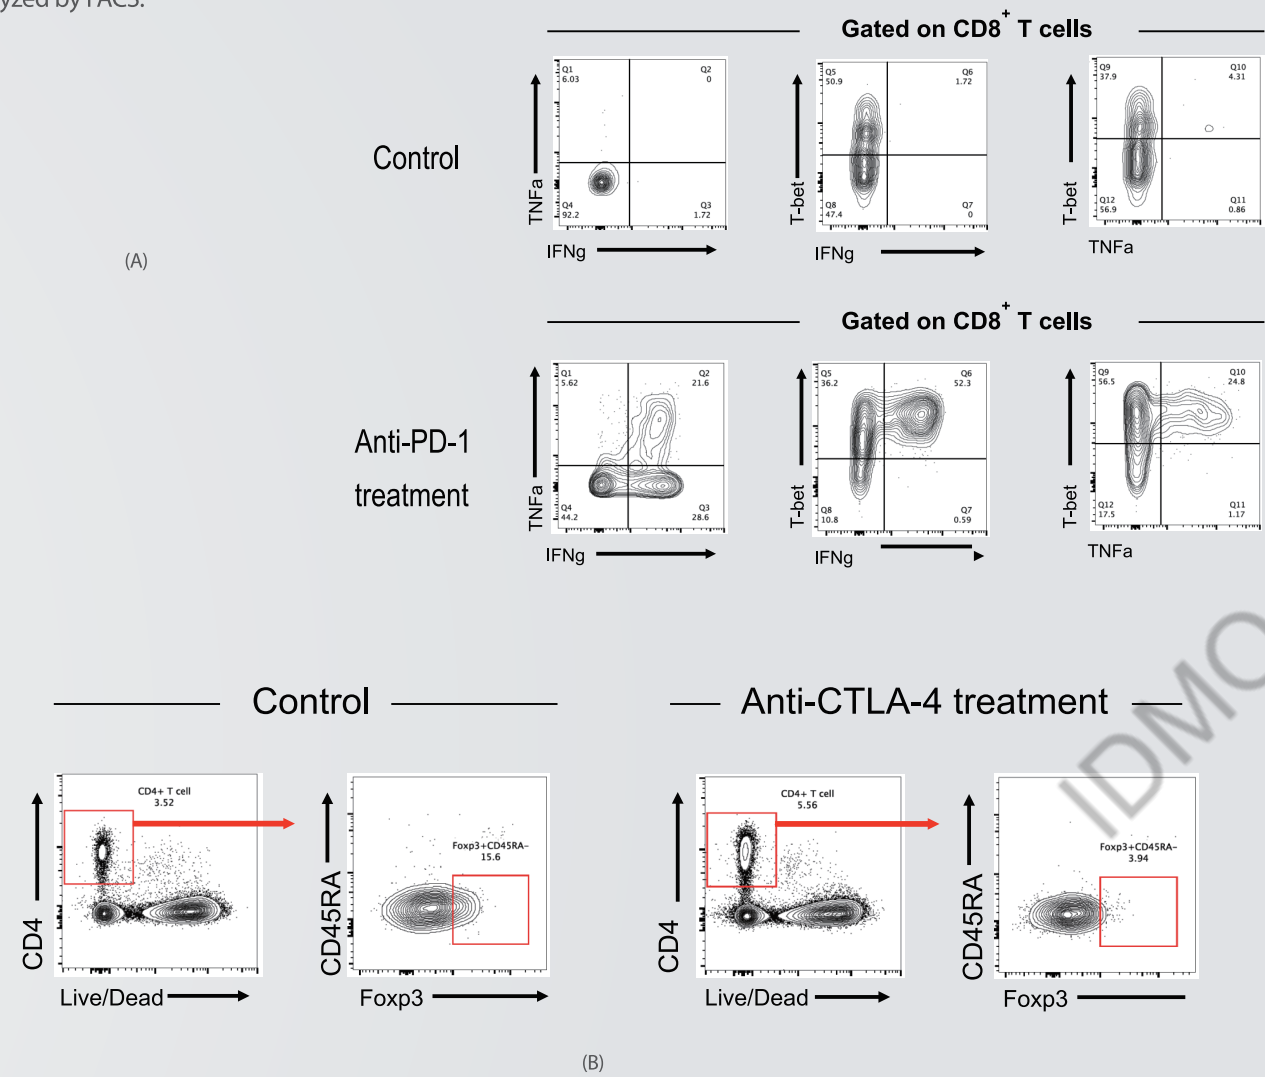 yzed by FACS.
Gated on CD8+ T cells
Control
TNFa
Q1
6.03
Q2
0
Q4
92.2
Q3
1.72
IFNg
T-bet
Q5
50.9
Q6
1.72
Q8
47.4
Q7
0
IFNg
T-bet
Q9
37.9
Q10
4.31
Q12
56.9
Q11
0.86
TNFa
(A)
Gated on CD8+ T cells
Anti-PD-1
treatment
TNFa
Q1
5.62
Q2
21.6
Q4
44.2
Q3
28.6
IFNg
T-bet
Q5
36.2
Q6
52.3
Q8
10.8
Q7
0.59
IFNg
T-bet
Q9
56.5
Q10
24.8
Q12
17.5
Q11
1.17
TNFa
IDMO
Control
CD4
CD4+ T cell
3.52
Live/Dead
CD45RA
Foxp3+CD45RA-
15.6
Foxp3
Anti-CTLA-4 treatment
CD4
CD4+ T cell
5.56
Live/Dead
CD45RA
Foxp3+CD45RA-
3.94
Foxp3
(B)